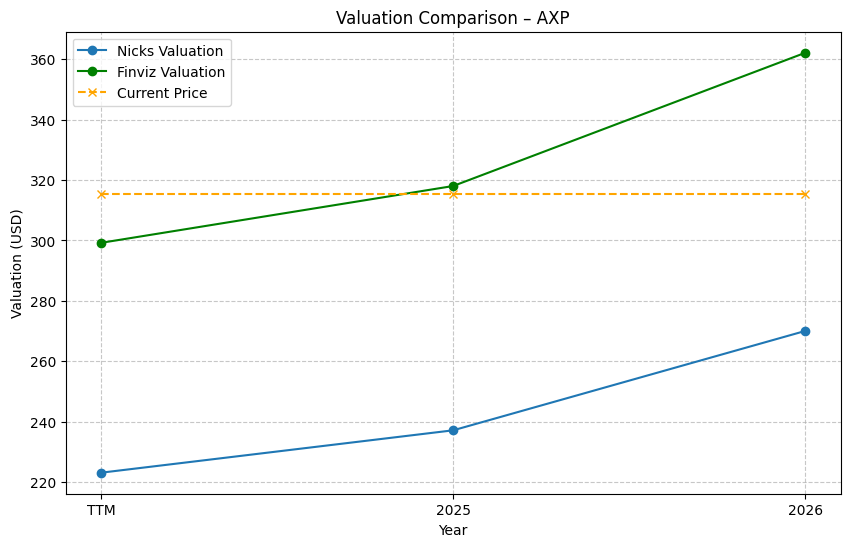 Valuation Comparison – AXP
Nicks Valuation
Finviz Valuation
Current Price
Valuation (USD)
360
340
320
300
280
260
240
220
TTM
2025
2026
Year